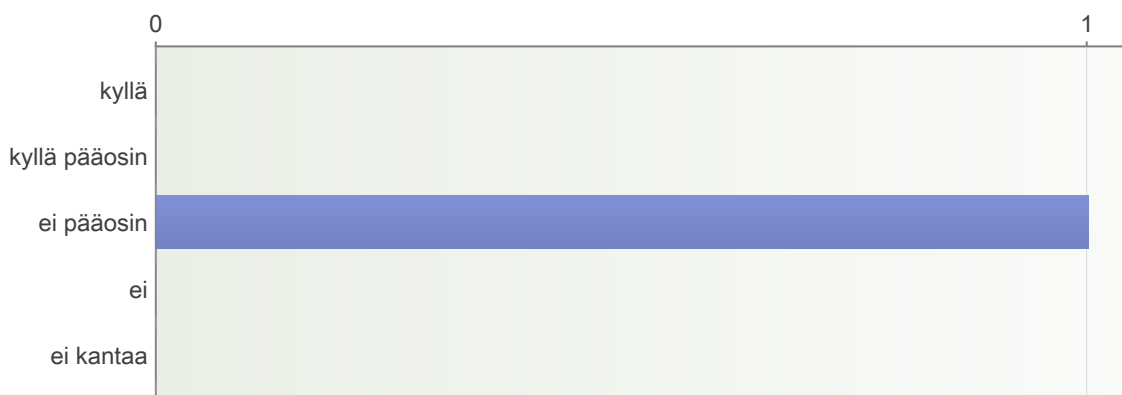 0 1
kyllä
kyllä pääosin
ei pääosin
ei
ei kantaa